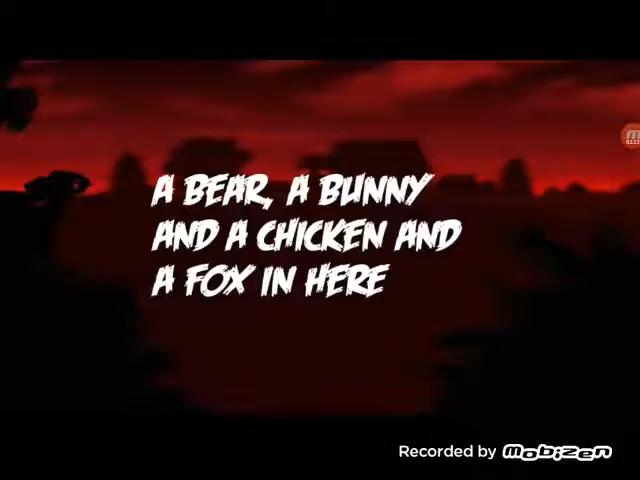 A BEAR, A BUNNY
AND A CHICKEN AND
A FOX IN HERE
Recorded by mobizen